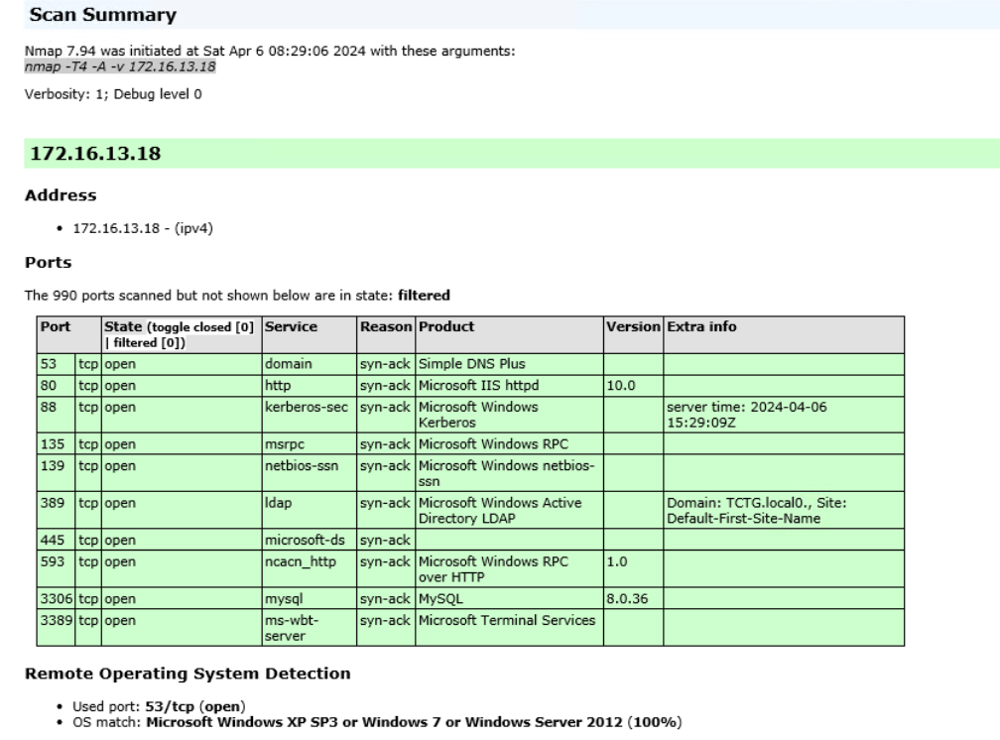 Scan Summary
Nmap 7.94 was initiated at Sat Apr 6 08:29:06 2024 with these arguments:
nmap -T4 -A -v 172.16.13.18
Verbosity: 1; Debug level 0
172.16.13.18
Address
• 172.16.13.18 - (ipv4)
Ports
The 990 ports scanned but not shown below are in state: filtered
Port State (toggle closed [0] | filtered [0]) Service Reason Product Version Extra info
53 tcp open domain syn-ack Simple DNS Plus
80 tcp open http syn-ack Microsoft IIS httpd 10.0
88 tcp open kerberos-sec syn-ack Microsoft Windows Kerberos server time: 2024-04-06 15:29:09Z
135 tcp open msrpc syn-ack Microsoft Windows RPC
139 tcp open netbios-ssn syn-ack Microsoft Windows netbios-ssn
389 tcp open ldap syn-ack Microsoft Windows Active Directory LDAP Domain: TCTG.local0., Site: Default-First-Site-Name
445 tcp open microsoft-ds syn-ack
593 tcp open ncacn_http syn-ack Microsoft Windows RPC over HTTP 1.0
3306 tcp open mysql syn-ack MySQL 8.0.36
3389 tcp open ms-wbt-server syn-ack Microsoft Terminal Services
Remote Operating System Detection
• Used port: 53/tcp (open)
• OS match: Microsoft Windows XP SP3 or Windows 7 or Windows Server 2012 (100%)